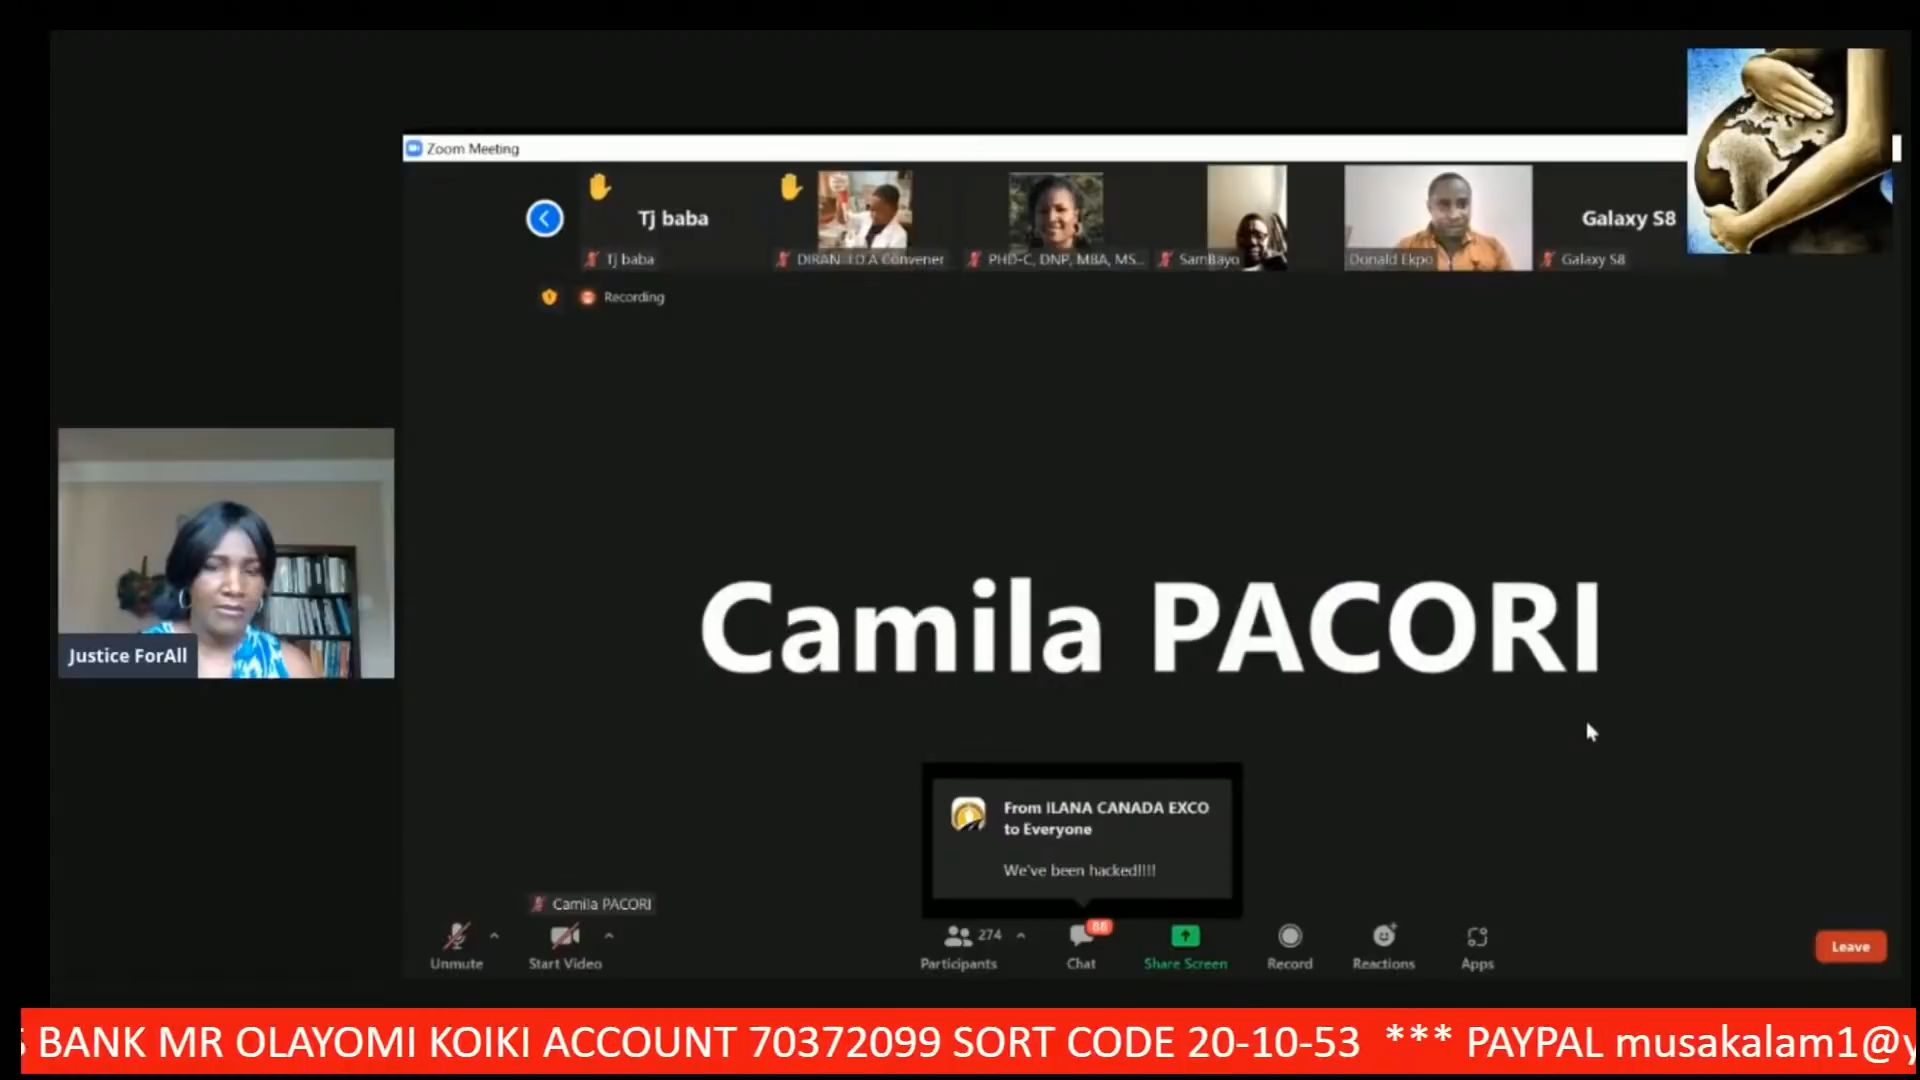 Zoom Meeting
Tj baba
Galaxy S8
Tj baba
DIRAN I.D.A Convener
PHD-C, DNP, MBA, MS...
SamBayo
Donald Ekpo
Galaxy S8
Recording
Justice ForAll
Camila PACORI
From ILANA CANADA EXCO
to Everyone
We've been hacked!!!!
Camila PACORI
274
88
Unmute
Start Video
Participants
Chat
Share Screen
Record
Reactions
Apps
Leave
BANK MR OLAYOMI KOIKI ACCOUNT 70372099 SORT CODE 20-10-53 *** PAYPAL musakalam1@y